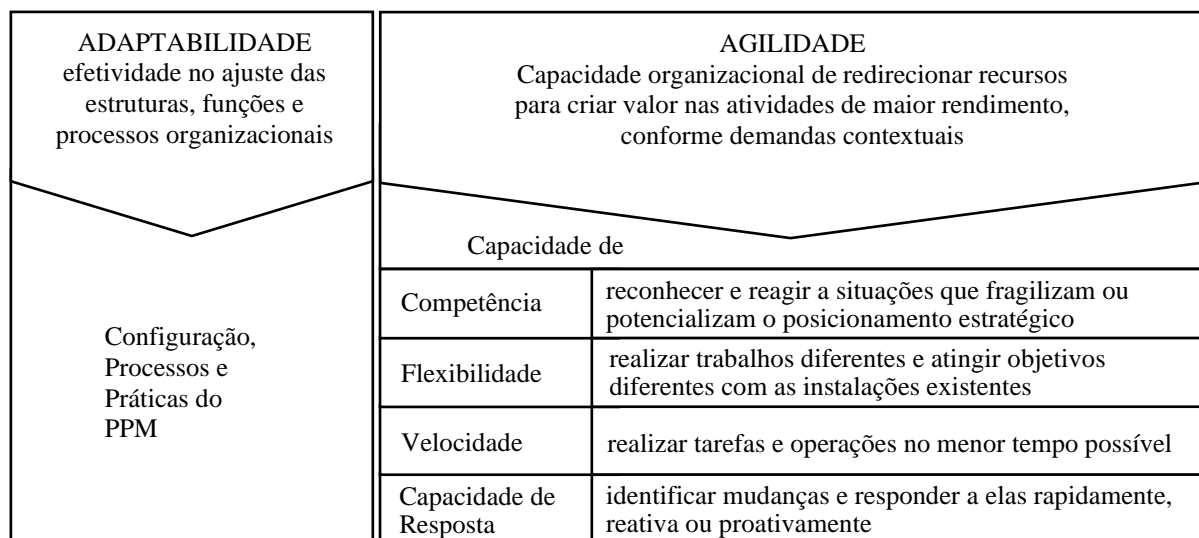 ADAPTABILIDADE
efetividade no ajuste das
estruturas, funções e
processos organizacionais
Configuração,
Processos e
Práticas do
PPM
AGILIDADE
Capacidade organizacional de redirecionar recursos
para criar valor nas atividades de maior rendimento,
conforme demandas contextuais
Capacidade de
Competência
reconhecer e reagir a situações que fragilizam ou
potencializam o posicionamento estratégico
Flexibilidade
realizar trabalhos diferentes e atingir objetivos
diferentes com as instalações existentes
Velocidade
realizar tarefas e operações no menor tempo possível
Capacidade de
Resposta
identificar mudanças e responder a elas rapidamente,
reativa ou proativamente